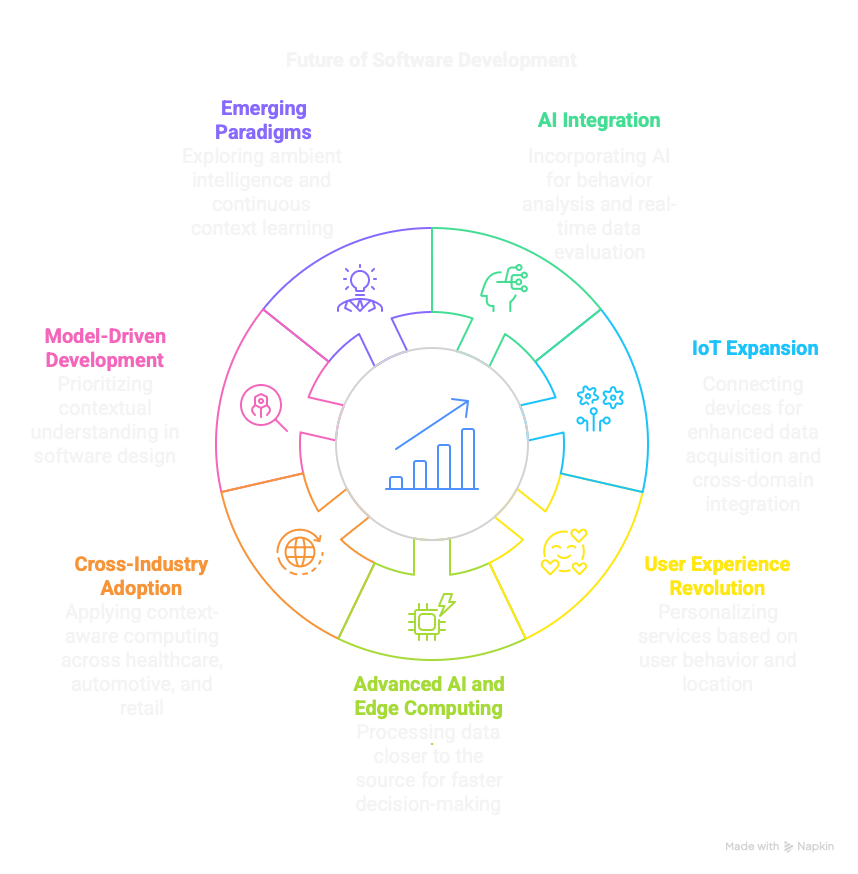 Future of Software Development
Emerging
Paradigms
Exploring ambient
intelligence and
continuous
context learning
AI Integration
Incorporating AI
for behavior
analysis and real-
time data
evaluation
Model-Driven
Development
Prioritizing
contextual
understanding in
software design
IoT Expansion
Connecting
devices for
enhanced data
acquisition and
cross-domain
integration
Cross-Industry
Adoption
Applying context-
aware computing
across healthcare,
automotive, and
retail
User Experience
Revolution
Personalizing
services based on
user behavior and
location
Advanced AI and
Edge Computing
Processing data
closer to the
source for faster
decision-making
Made with Napkin